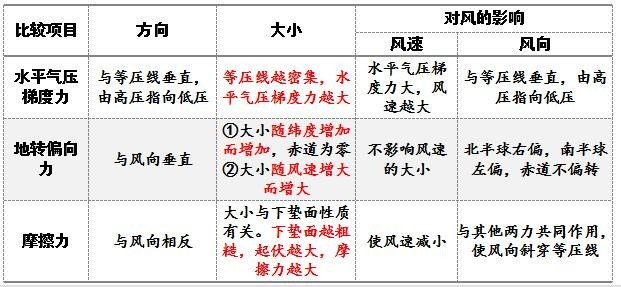 比较项目 方向 大小 对风的影响
风速 风向
水平气压梯度力
与等压线垂直，
由高压指向低压
等压线越密集，水
平气压梯度力越大
水平气压梯
度力大，风
速越大
与等压线垂直，由高
压指向低压
地转偏向力
与风向垂直
①大小随纬度增加
而增加，赤道为零
②大小随风速增大
而增大
不影响风速
的大小
北半球右偏，南半球
左偏，赤道不偏转
摩擦力
与风向相反
大小与下垫面性质
有关。下垫面越粗
糙，起伏越大，摩
擦力越大
使风速减小
与其他两力共同作用，
使风向斜穿等压线